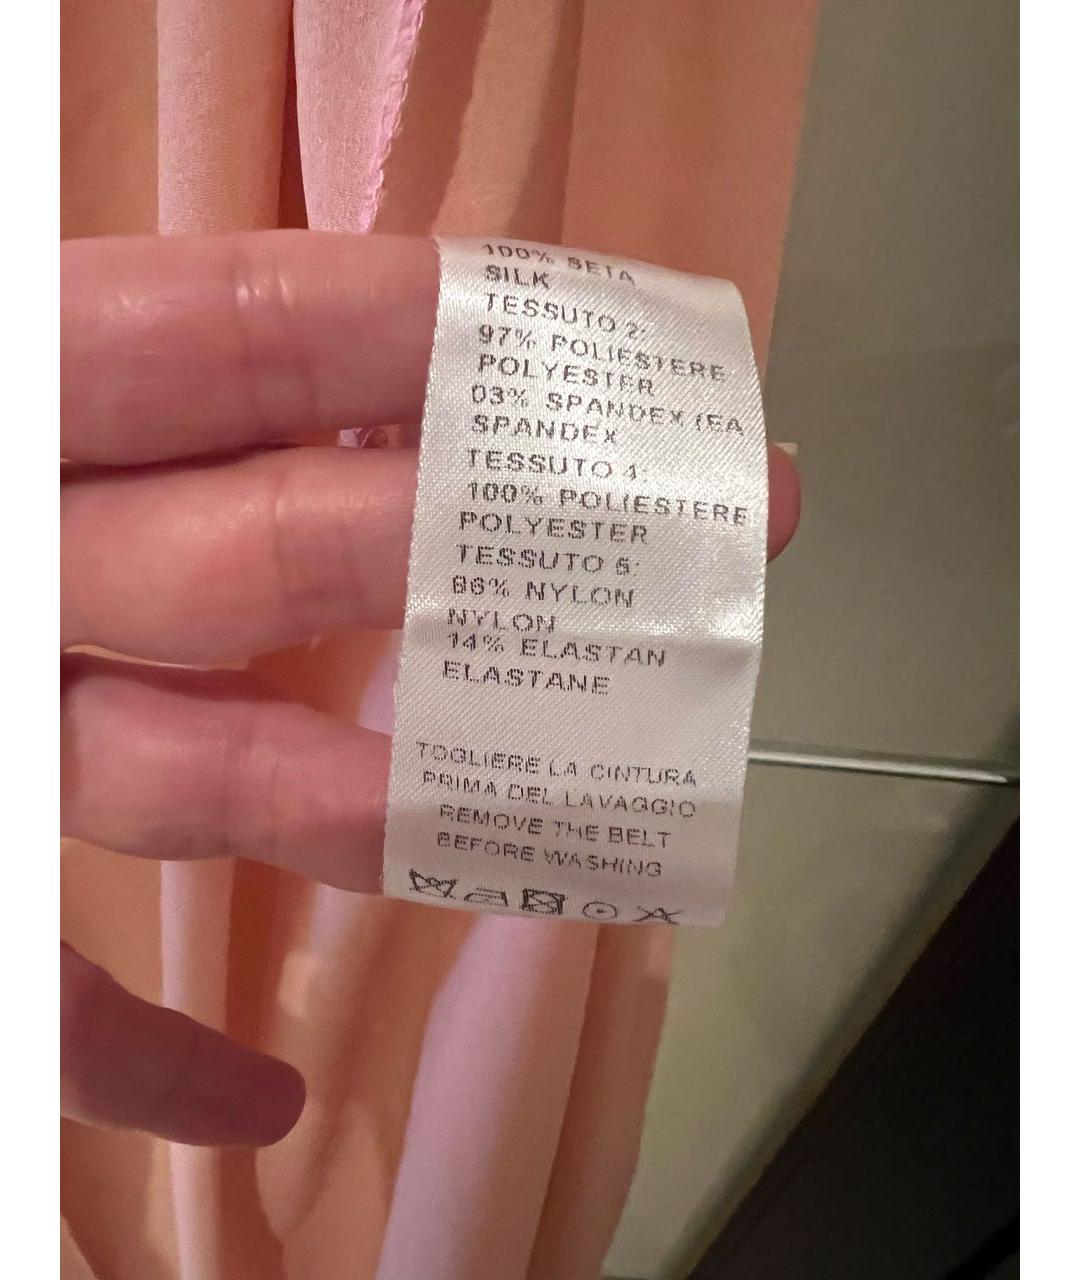 100% SETA
SILK
TESSUTO 2:
97% POLIESTERE
POLYESTER
03% SPANDEX (EA
SPANDEX
TESSUTO 4:
100% POLIESTERE
POLYESTER
TESSUTO 5:
86% NYLON
NYLON
14% ELASTAN
ELASTANE
TOGLIERE LA CINTURA
PRIMA DEL LAVAGGIO
REMOVE THE BELT
BEFORE WASHING